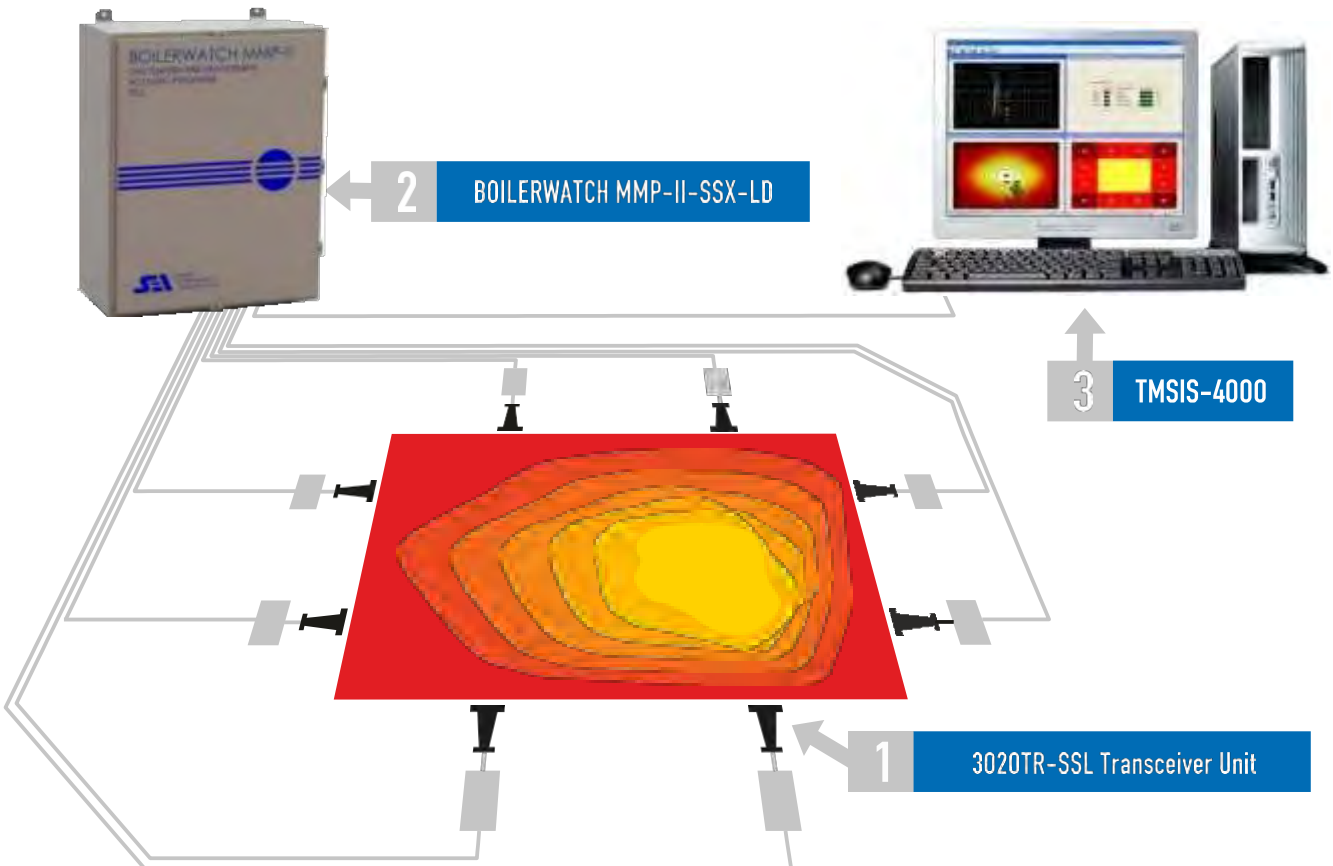 BOILERWATCH MMP-II
2
BOILERWATCH MMP-II-SSX-LD
3
TMSIS-4000
1
3020TR-SSL Transceiver Unit
SEI